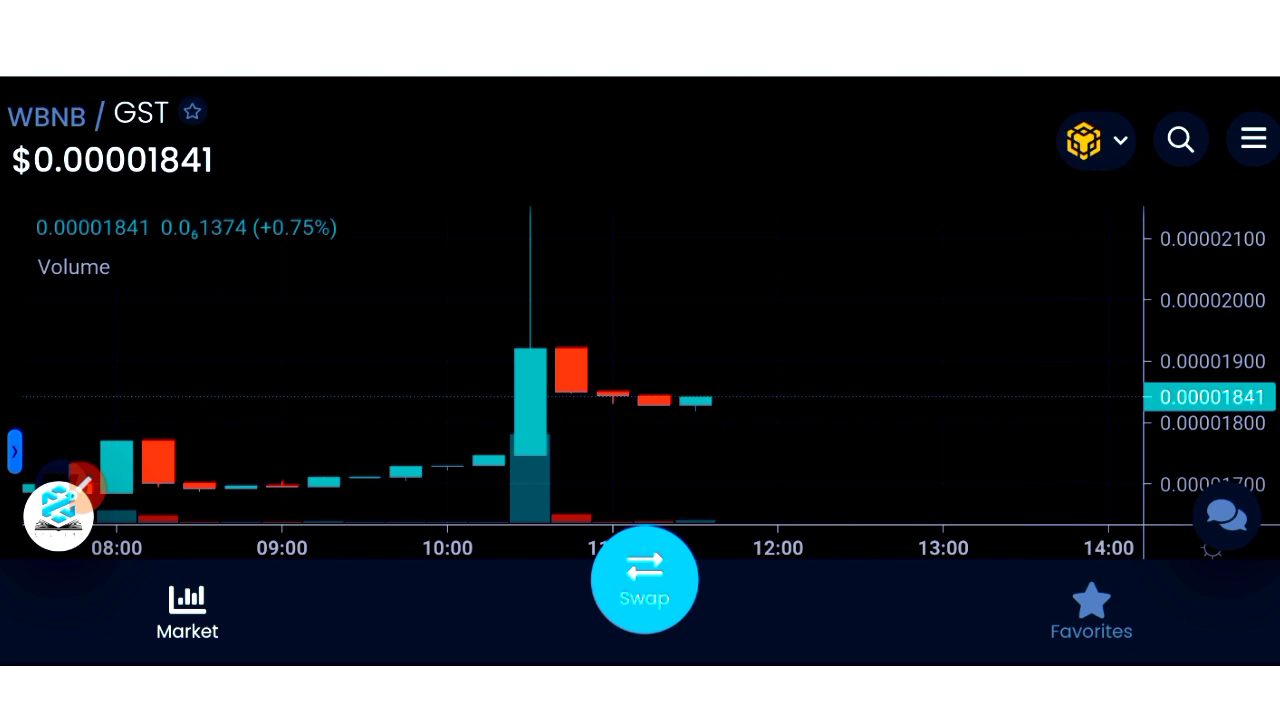 WBNB / GST
$0.00001841
0.00001841 0.0₆1374 (+0.75%)
Volume
0.00002100
0.00002000
0.00001900
0.00001841
0.00001800
08:00 09:00 10:00 12:00 13:00 14:00
Swap
Market
Favorites